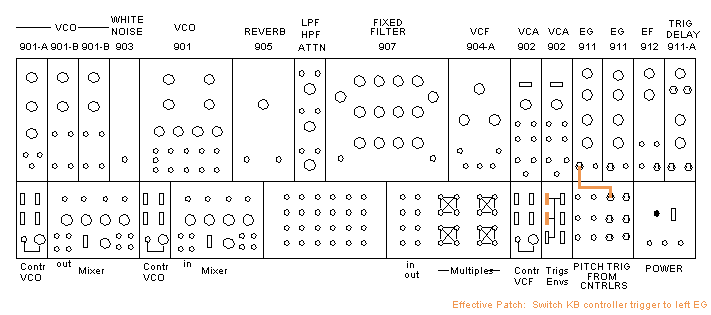 WHITE LPF FIXED TRIG
VCO NOISE VCO REVERB HPF FILTER VCF VCA VCA EG EG EF DELAY
901-A 901-B 901-B 903 901 905 ATTN 907 904-A 902 902 911 911 912 911-A
Contr VCO out Mixer Contr VCO in Mixer in out Multiples Contr VCF Trigs Envs PITCH TRIG FROM CNTRLRS POWER
Effective Patch: Switch KB controller trigger to left EG